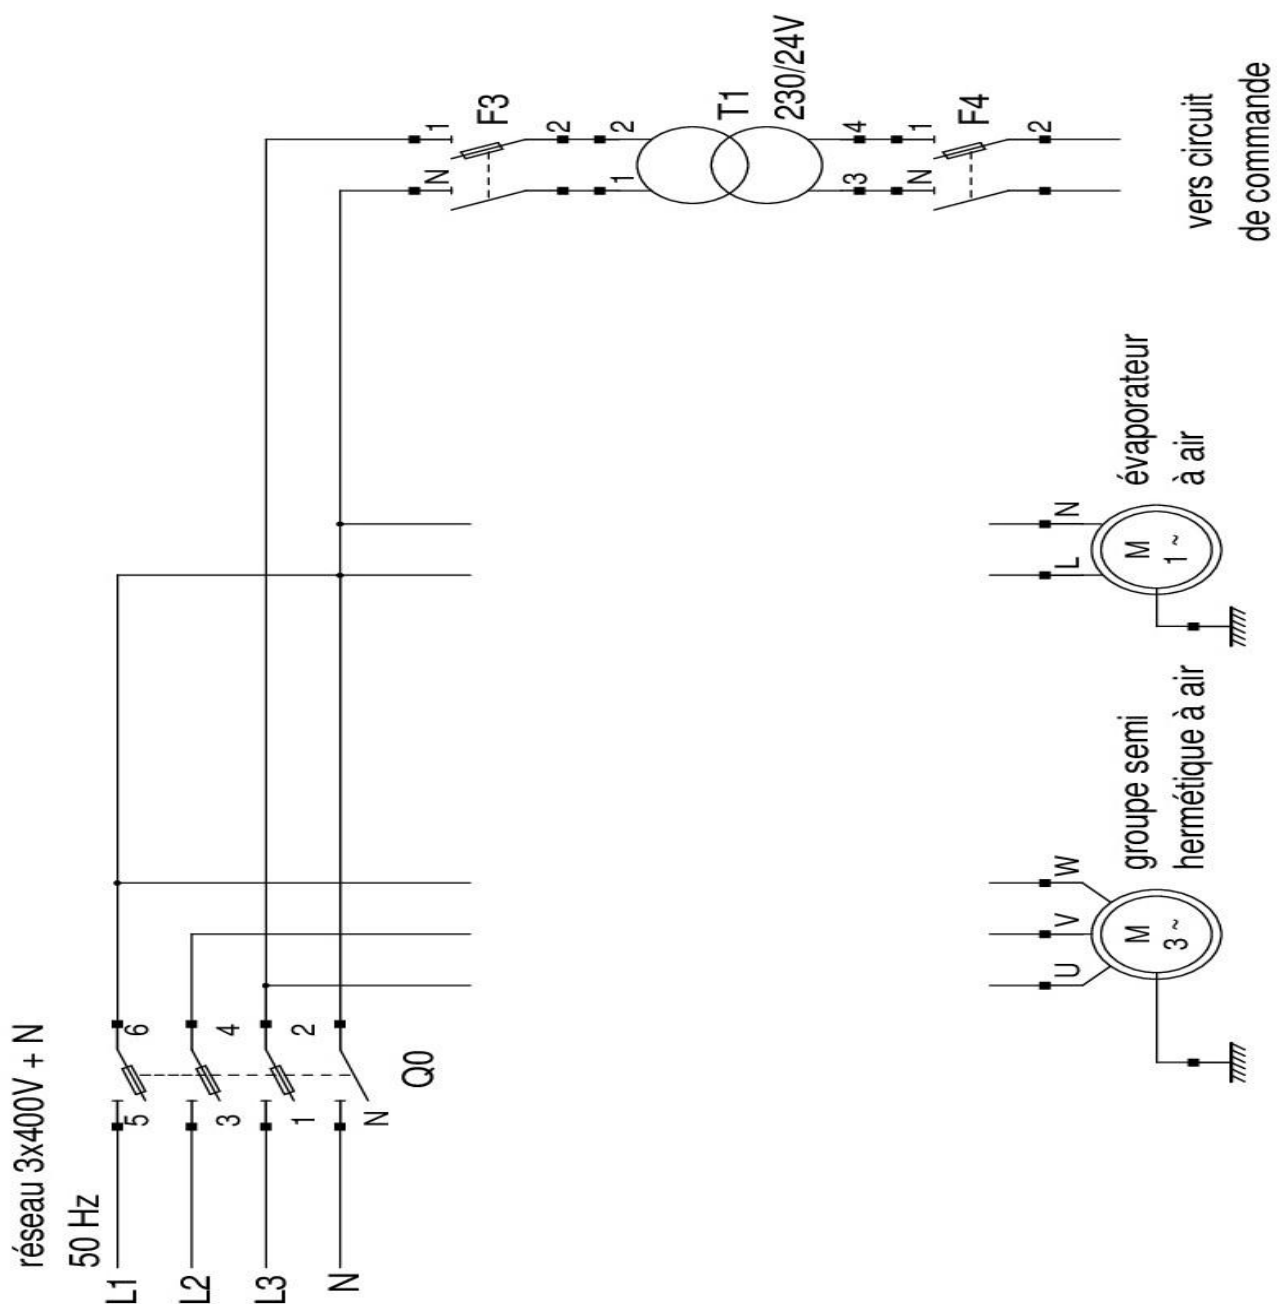 réseau 3x400V + N
50 Hz
L1
L2
L3
N
5
6
3
4
1
2
N
Q0
N
1
F3
2
1
2
T1
230/24V
3
4
N
1
F4
2
vers circuit
de commande
U
V
W
M
3 ~
groupe semi
hermétique à air
L
N
M
1 ~
évaporateur
à air